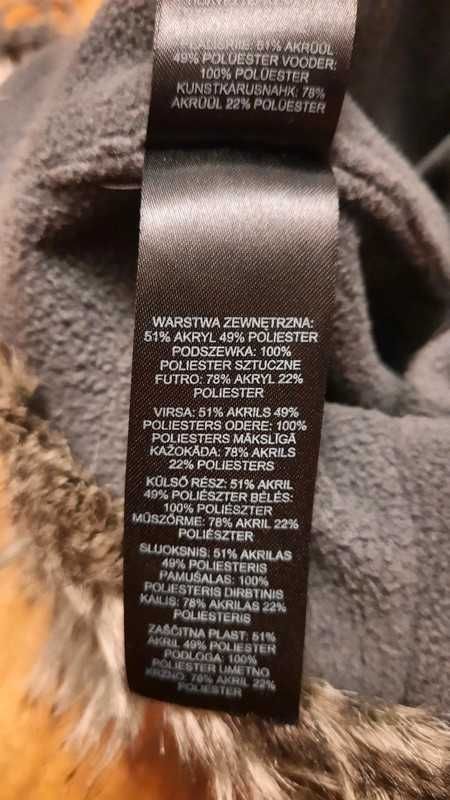 51% AKRÜÜL
49% POLÜESTER VOODER:
100% POLÜESTER
KUNSTKARUSNAHK: 78%
AKRÜÜL 22% POLÜESTER
WARSTWA ZEWNĘTRZNA:
51% AKRYL 49% POLIESTER
PODSZEWKA: 100%
POLIESTER SZTUCZNE
FUTRO: 78% AKRYL 22%
POLIESTER
VIRSA: 51% AKRILS 49%
POLIESTERS ODERE: 100%
POLIESTERS MĀKSLĪGĀ
KAŽOKĀDA: 78% AKRILS
22% POLIESTERS
KÜLSŐ RÉSZ: 51% AKRIL
49% POLIÉSZTER BÉLÉS:
100% POLIÉSZTER
MŰSZŐRME: 78% AKRIL 22%
POLIÉSZTER
SLUOKSNIS: 51% AKRILAS
49% POLIESTERIS
PAMUŠALAS: 100%
POLIESTERIS DIRBTINIS
KAILIS: 78% AKRILAS 22%
POLIESTERIS
ZAŠČITNA PLAST: 51%
AKRIL 49% POLIESTER
PODLOGA: 100%
POLIESTER UMETNO
KRZNO: 78% AKRIL 22%
POLIESTER